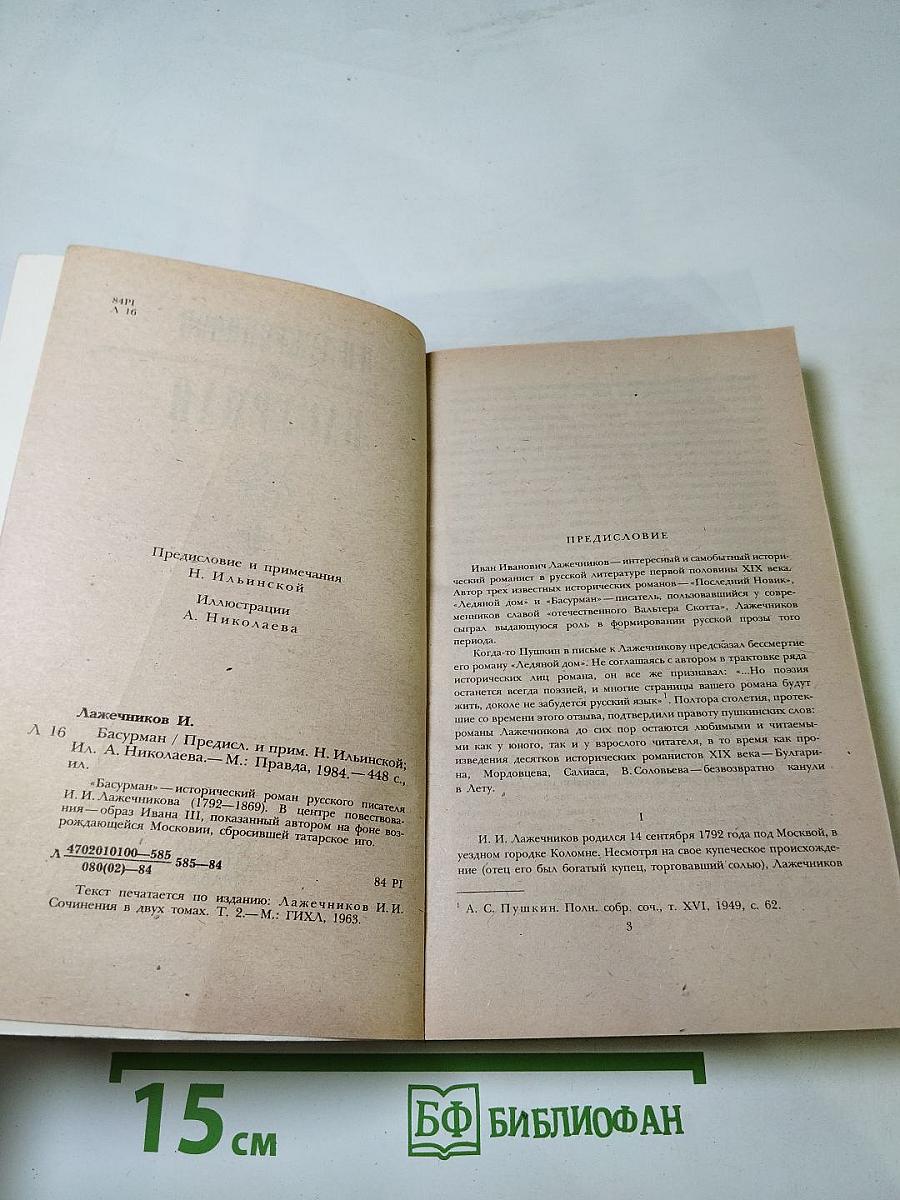 84Р1
Л 16
Предисловие и примечания
Н. Ильинской
Иллюстрации
А. Николаева
Лажечников И.
Л 16 Басурман / Предисл. и прим. Н. Ильинской;
Ил. А. Николаева.— М.: Правда, 1984.— 448 с.,
ил.
«Басурман» — исторический роман русского писателя
И. И. Лажечникова (1792—1869). В центре повествова-
ния — образ Ивана III, показанный автором на фоне воз-
рождающейся Московии, сбросившей татарское иго.
Л 4702010100—585
080(02)—84 585—84
84 Р1
Текст печатается по изданию: Лажечников И. И.
Сочинения в двух томах. Т. 2.— М.: ГИХЛ, 1963.
ПРЕДИСЛОВИЕ
Иван Иванович Лажечников — интересный и самобытный истори-
ческий романист в русской литературе первой половины XIX века.
Автор трех известных исторических романов — «Последний Новик»,
«Ледяной дом» и «Басурман» — писатель, пользовавшийся у совре-
менников славой «отечественного Вальтера Скотта», Лажечников
сыграл выдающуюся роль в формировании русской прозы того
периода.
Когда-то Пушкин в письме к Лажечникову предсказал бессмертие
его роману «Ледяной дом». Не соглашаясь с автором в трактовке ряда
исторических лиц романа, он все же признавал: «...Но поэзия
останется всегда поэзией, и многие страницы вашего романа будут
жить, доколе не забудется русский язык»1. Полтора столетия, протек-
шие со времени этого отзыва, подтвердили правоту пушкинских слов:
романы Лажечникова до сих пор остаются любимыми и читаемы-
ми как у юного, так и у взрослого читателя, в то время как про-
изведения десятков исторических романистов XIX века — Булгари-
на, Мордовцева, Салиаса, В. Соловьева — безвозвратно канули
в Лету.
I
И. И. Лажечников родился 14 сентября 1792 года под Москвой, в
уездном городке Коломне. Несмотря на свое купеческое происхожде-
ние (отец его был богатый купец, торговавший солью), Лажечников
1 А. С. Пушкин. Полн. собр. соч., т. XVI, 1949, с. 62.
3
15 см
БФ БИБЛИОФАН